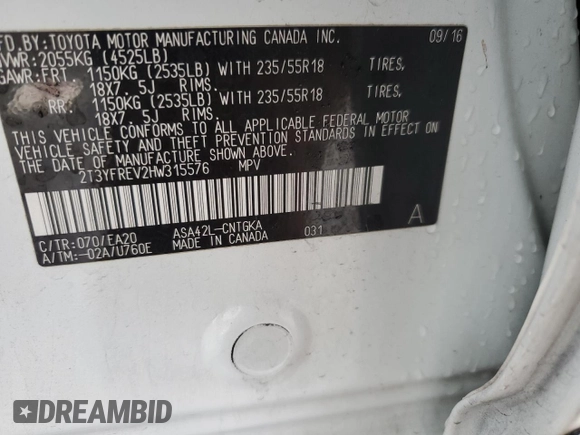 FD.BY:TOYOTA MOTOR MANUFACTURING CANADA INC. 09/16
VWR:2055KG (4525LB)
GAWR:FRT 1150KG (2535LB) WITH 235/55R18 TIRES,
18X7.5J RIMS.
RR: 1150KG (2535LB) WITH 235/55R18 TIRES,
18X7.5J RIMS.
THIS VEHICLE CONFORMS TO ALL APPLICABLE FEDERAL MOTOR
VEHICLE SAFETY AND THEFT PREVENTION STANDARDS IN EFFECT ON
THE DATE OF MANUFACTURE SHOWN ABOVE.
2T3YFREV2HW315576 MPV
A
C/TR:070/EA20 ASA42L-CNTGKA 031
A/TM:-02A/U760E MADE IN CANADA
DREAMBID